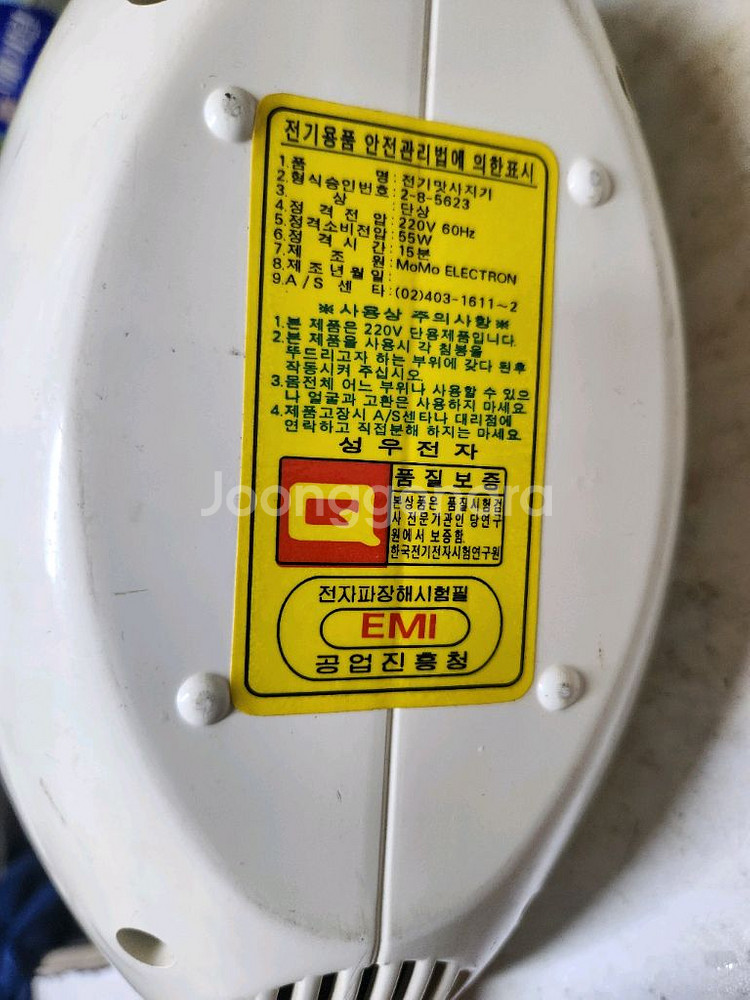 전기용품 안전관리법에 의한표시
1.품 명 : 전기맛사지기
2.형식승인번호 : 2-8-5623
3. 상 : 단상
4.정격전압 : 220V 60Hz
5.정격소비전압 : 55W
6.정격시간 : 15분
7.제조원 : MoMo ELECTRON
8.제조년월일 :
9.A/S 센타 : (02)403-1611~2
※사용상 주의사항※
1.본 제품은 220V 단용제품입니다.
2.본 제품을 사용시 각 침봉을
뚜드리고자 하는 부위에 갖다 된후
작동시켜 주십시오.
3.몸전체 어느 부위나 사용할 수 있으
나 얼굴과 고환은 사용하지 마세요
4.제품고장시 A/S센타나 대리점에
연락하고 직접분해 하지는 마세요.
성우전자
품질보증
본상품은 품질시험검
사 전문기관인 당연구
원에서 보증함.
한국전기전자시험연구원
Joonggonara
전자파장해시험필
EMI
공업진흥청